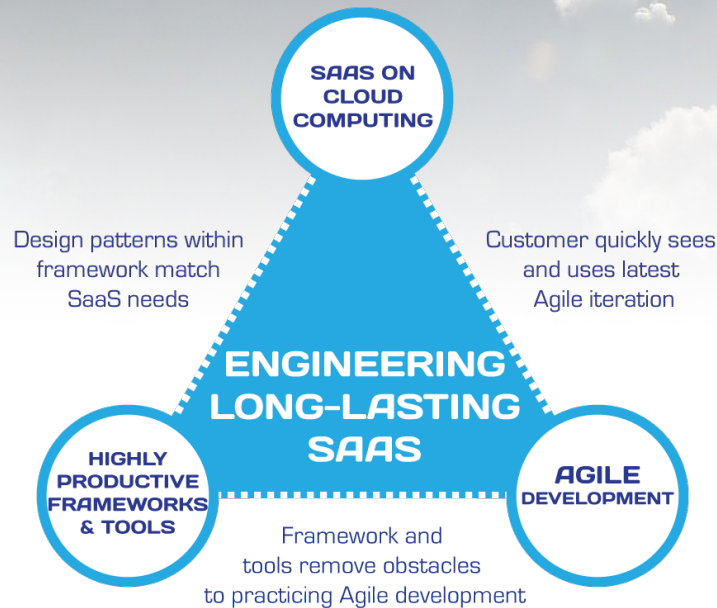 SAAS ON
CLOUD
COMPUTING
Design patterns within
framework match
SaaS needs
Customer quickly sees
and uses latest
Agile iteration
ENGINEERING
LONG-LASTING
SAAS
HIGHLY
PRODUCTIVE
FRAMEWORKS
& TOOLS
AGILE
DEVELOPMENT
Framework and
tools remove obstacles
to practicing Agile development